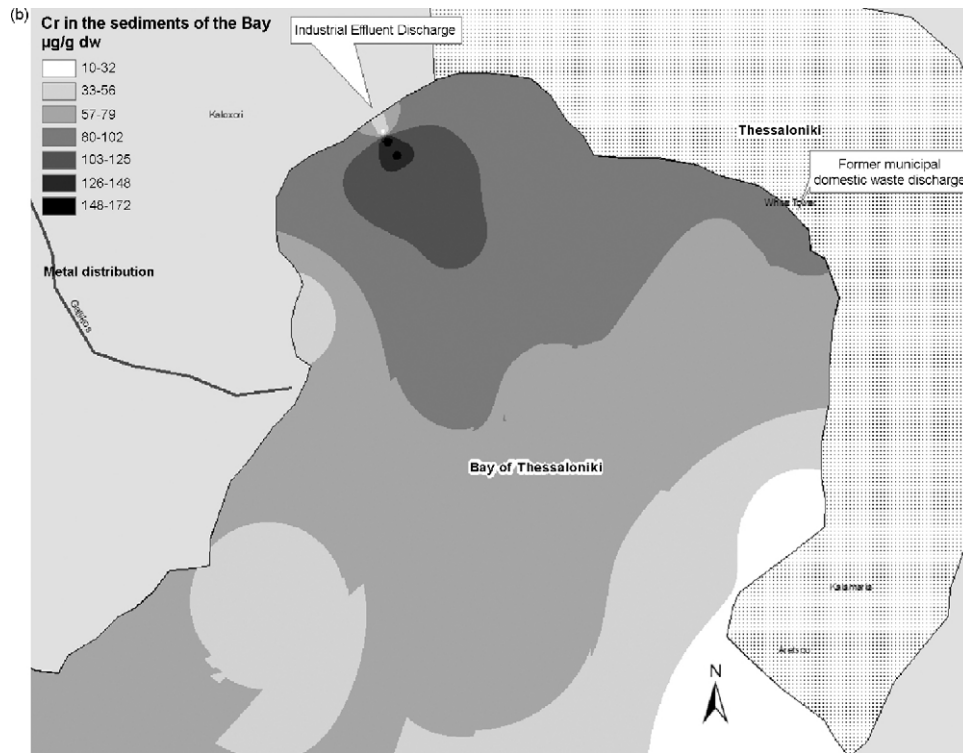 (b)
Cr in the sediments of the Bay
µg/g dw
10-32
33-56
57-79
80-102
103-125
126-148
148-172
Industrial Effluent Discharge
Kaloxori
Thessaloniki
Former municipal
domestic waste discharge
White Tower
Metal distribution
Bay of Thessaloniki
Kalamaria
N